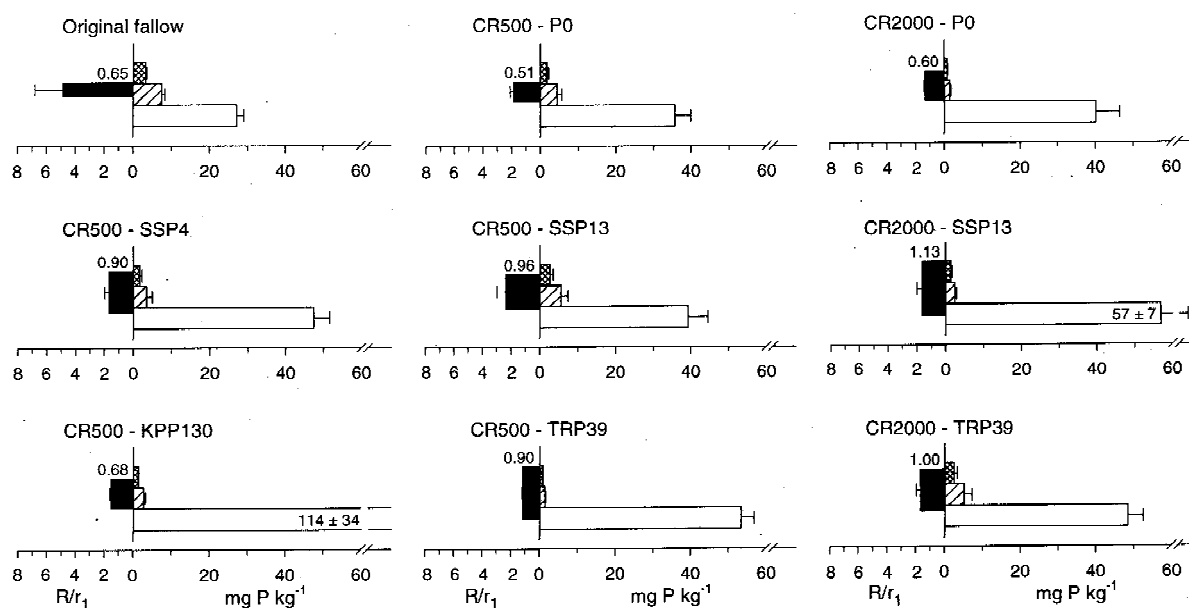 Original fallow CR500 - P0 CR2000 - P0
0.65 0.51 0.60
8 6 4 2 0 20 40 60 8 6 4 2 0 20 40 60 8 6 4 2 0 20 40 60
CR500 - SSP4 CR500 - SSP13 CR2000 - SSP13
0.90 0.96 1.13
57 ± 7
8 6 4 2 0 20 40 60 8 6 4 2 0 20 40 60 8 6 4 2 0 20 40 60
CR500 - KPP130 CR500 - TRP39 CR2000 - TRP39
0.68 0.90 1.00
114 ± 34
8 6 4 2 0 20 40 60 8 6 4 2 0 20 40 60 8 6 4 2 0 20 40 60
R/r₁ mg P kg⁻¹ R/r₁ mg P kg⁻¹ R/r₁ mg P kg⁻¹